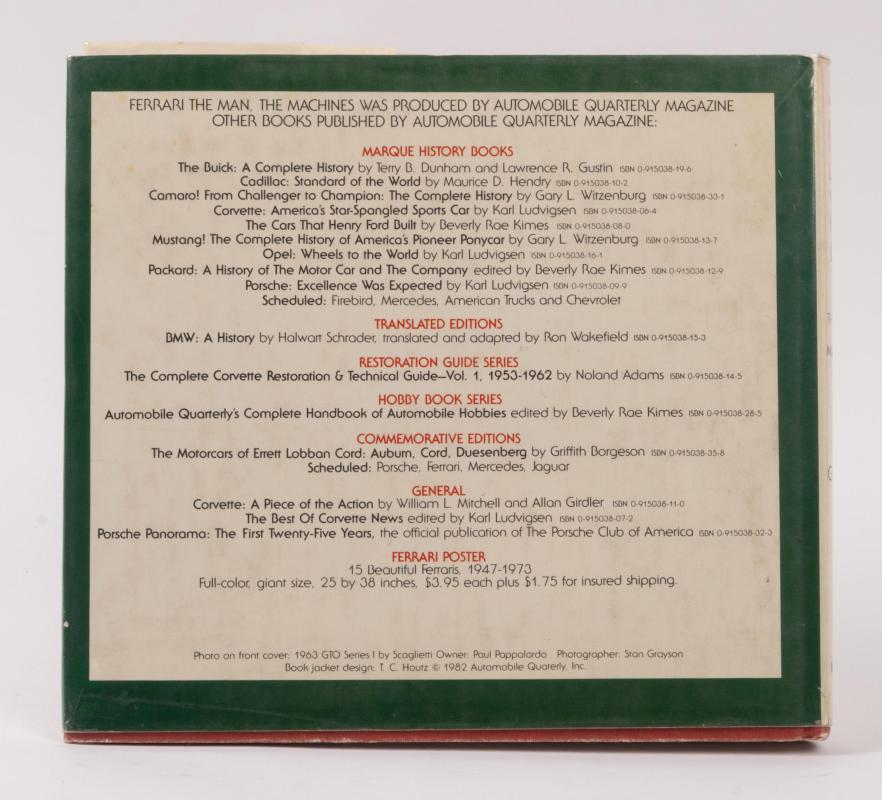 FERRARI THE MAN, THE MACHINES WAS PRODUCED BY AUTOMOBILE QUARTERLY MAGAZINE
OTHER BOOKS PUBLISHED BY AUTOMOBILE QUARTERLY MAGAZINE:
MARQUE HISTORY BOOKS
The Buick: A Complete History by Terry B. Dunham and Lawrence R. Gustin ISBN 0-915038-19-6
Cadillac: Standard of the World by Maurice D. Hendry ISBN 0-915038-10-2
Camaro! From Challenger to Champion: The Complete History by Gary L. Witzenburg ISBN 0-915038-33-1
Corvette: America's Star-Spangled Sports Car by Karl Ludvigsen ISBN 0-915038-06-4
The Cars That Henry Ford Built by Beverly Rae Kimes ISBN 0-915038-08-0
Mustang! The Complete History of America's Pioneer Ponycar by Gary L. Witzenburg ISBN 0-915038-13-7
Opel: Wheels to the World by Karl Ludvigsen ISBN 0-915038-16-1
Packard: A History of The Motor Car and The Company edited by Beverly Rae Kimes ISBN 0-915038-12-9
Porsche: Excellence Was Expected by Karl Ludvigsen ISBN 0-915038-09-9
Scheduled: Firebird, Mercedes, American Trucks and Chevrolet
TRANSLATED EDITIONS
BMW: A History by Halwart Schrader, translated and adapted by Ron Wakefield ISBN 0-915038-15-3
RESTORATION GUIDE SERIES
The Complete Corvette Restoration & Technical Guide—Vol. 1, 1953-1962 by Noland Adams ISBN 0-915038-14-5
HOBBY BOOK SERIES
Automobile Quarterly's Complete Handbook of Automobile Hobbies edited by Beverly Rae Kimes ISBN 0-915038-28-5
COMMEMORATIVE EDITIONS
The Motorcars of Errett Lobban Cord: Auburn, Cord, Duesenberg by Griffith Borgeson ISBN 0-915038-35-8
Scheduled: Porsche, Ferrari, Mercedes, Jaguar
GENERAL
Corvette: A Piece of the Action by William L. Mitchell and Allan Girdler ISBN 0-915038-11-0
The Best Of Corvette News edited by Karl Ludvigsen ISBN 0-915038-07-2
Porsche Panorama: The First Twenty-Five Years, the official publication of The Porsche Club of America ISBN 0-915038-32-3
FERRARI POSTER
15 Beautiful Ferraris, 1947-1973
Full-color, giant size, 25 by 38 inches, $3.95 each plus $1.75 for insured shipping.
Photo on front cover: 1963 GTO Series I by Scaglietti Owner: Paul Pappalardo Photographer: Stan Grayson
Book jacket design: T. C. Houtz © 1982 Automobile Quaterly, Inc.